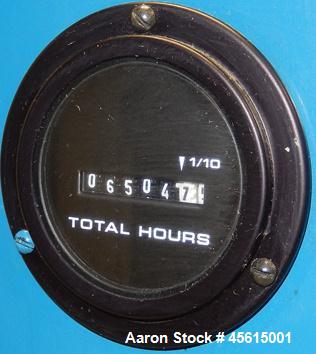 1/10
065047
TOTAL HOURS
Aaron Stock # 45615001